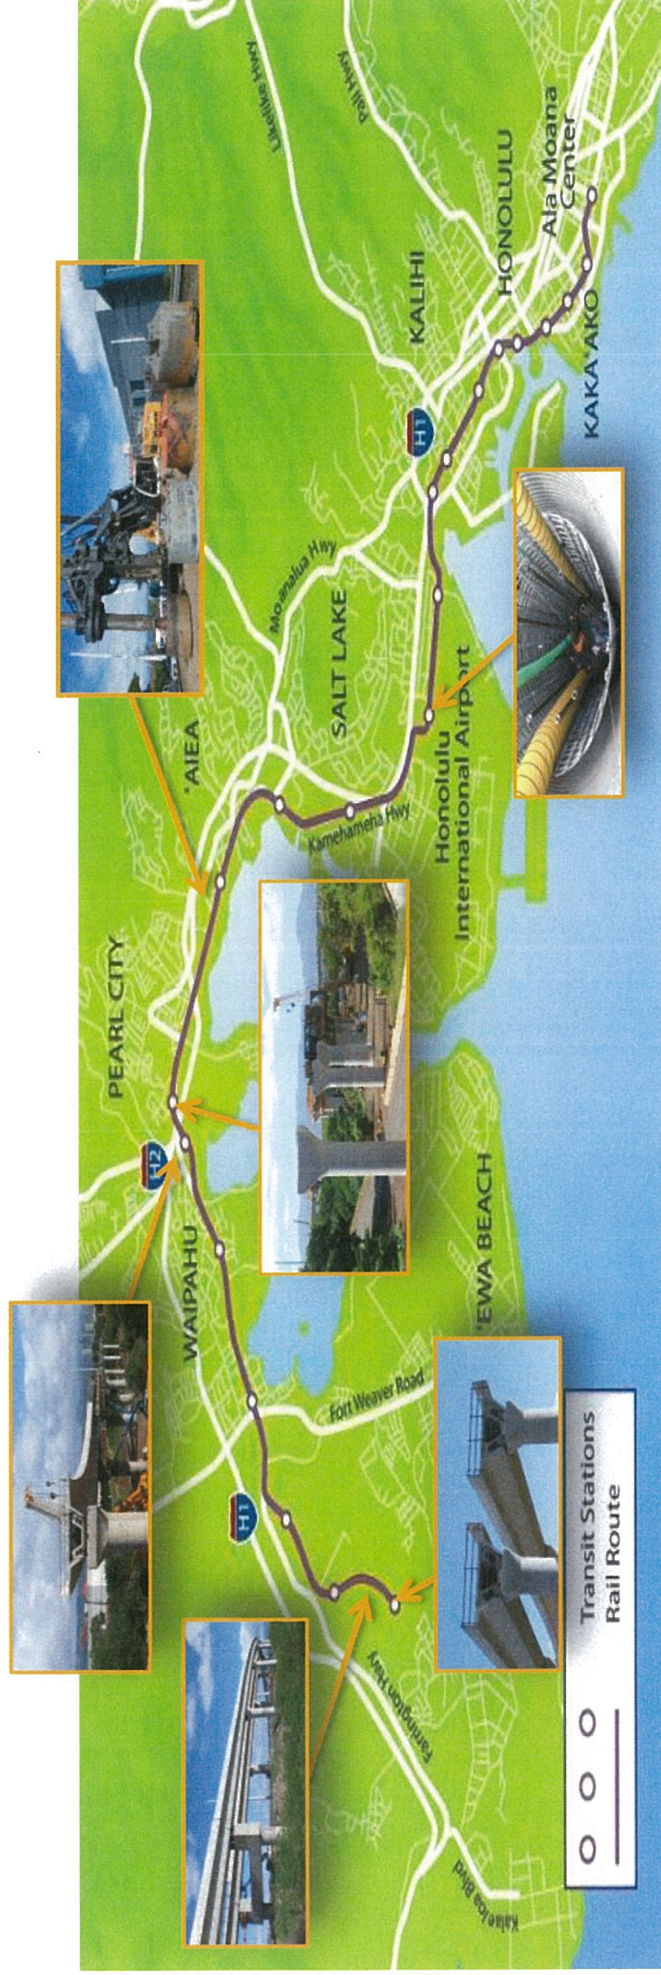 Likelike Hwy
Pali Hwy
H1
KALIHI
HONOLULU
Ala Moana
Center
KAKA'AKO
Moanalua Hwy
SALT LAKE
'AIEA
Kamehameha Hwy
Honolulu
International Airport
PEARL CITY
H2
WAIPAHU
'EWA BEACH
Fort Weaver Road
H1
Farrington Hwy
Kalaeloa Blvd
Transit Stations
Rail Route